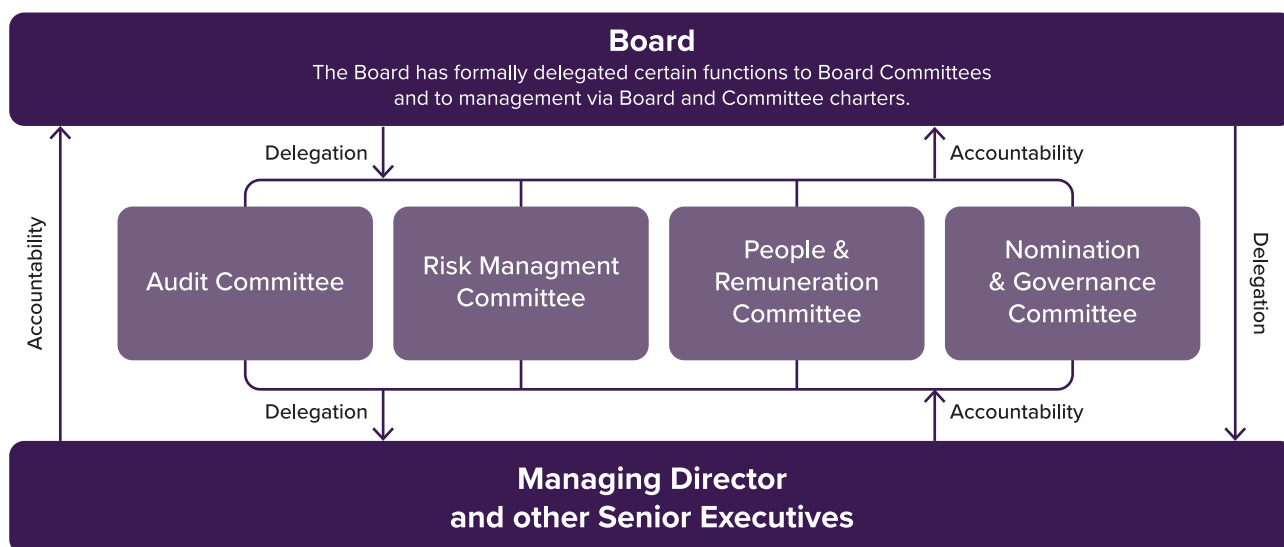 Board
The Board has formally delegated certain functions to Board Committees
and to management via Board and Committee charters.
Delegation
Accountability
Accountability
Audit Committee
Risk Managment
Committee
People &
Remuneration
Committee
Nomination
& Governance
Committee
Delegation
Delegation
Accountability
Managing Director
and other Senior Executives